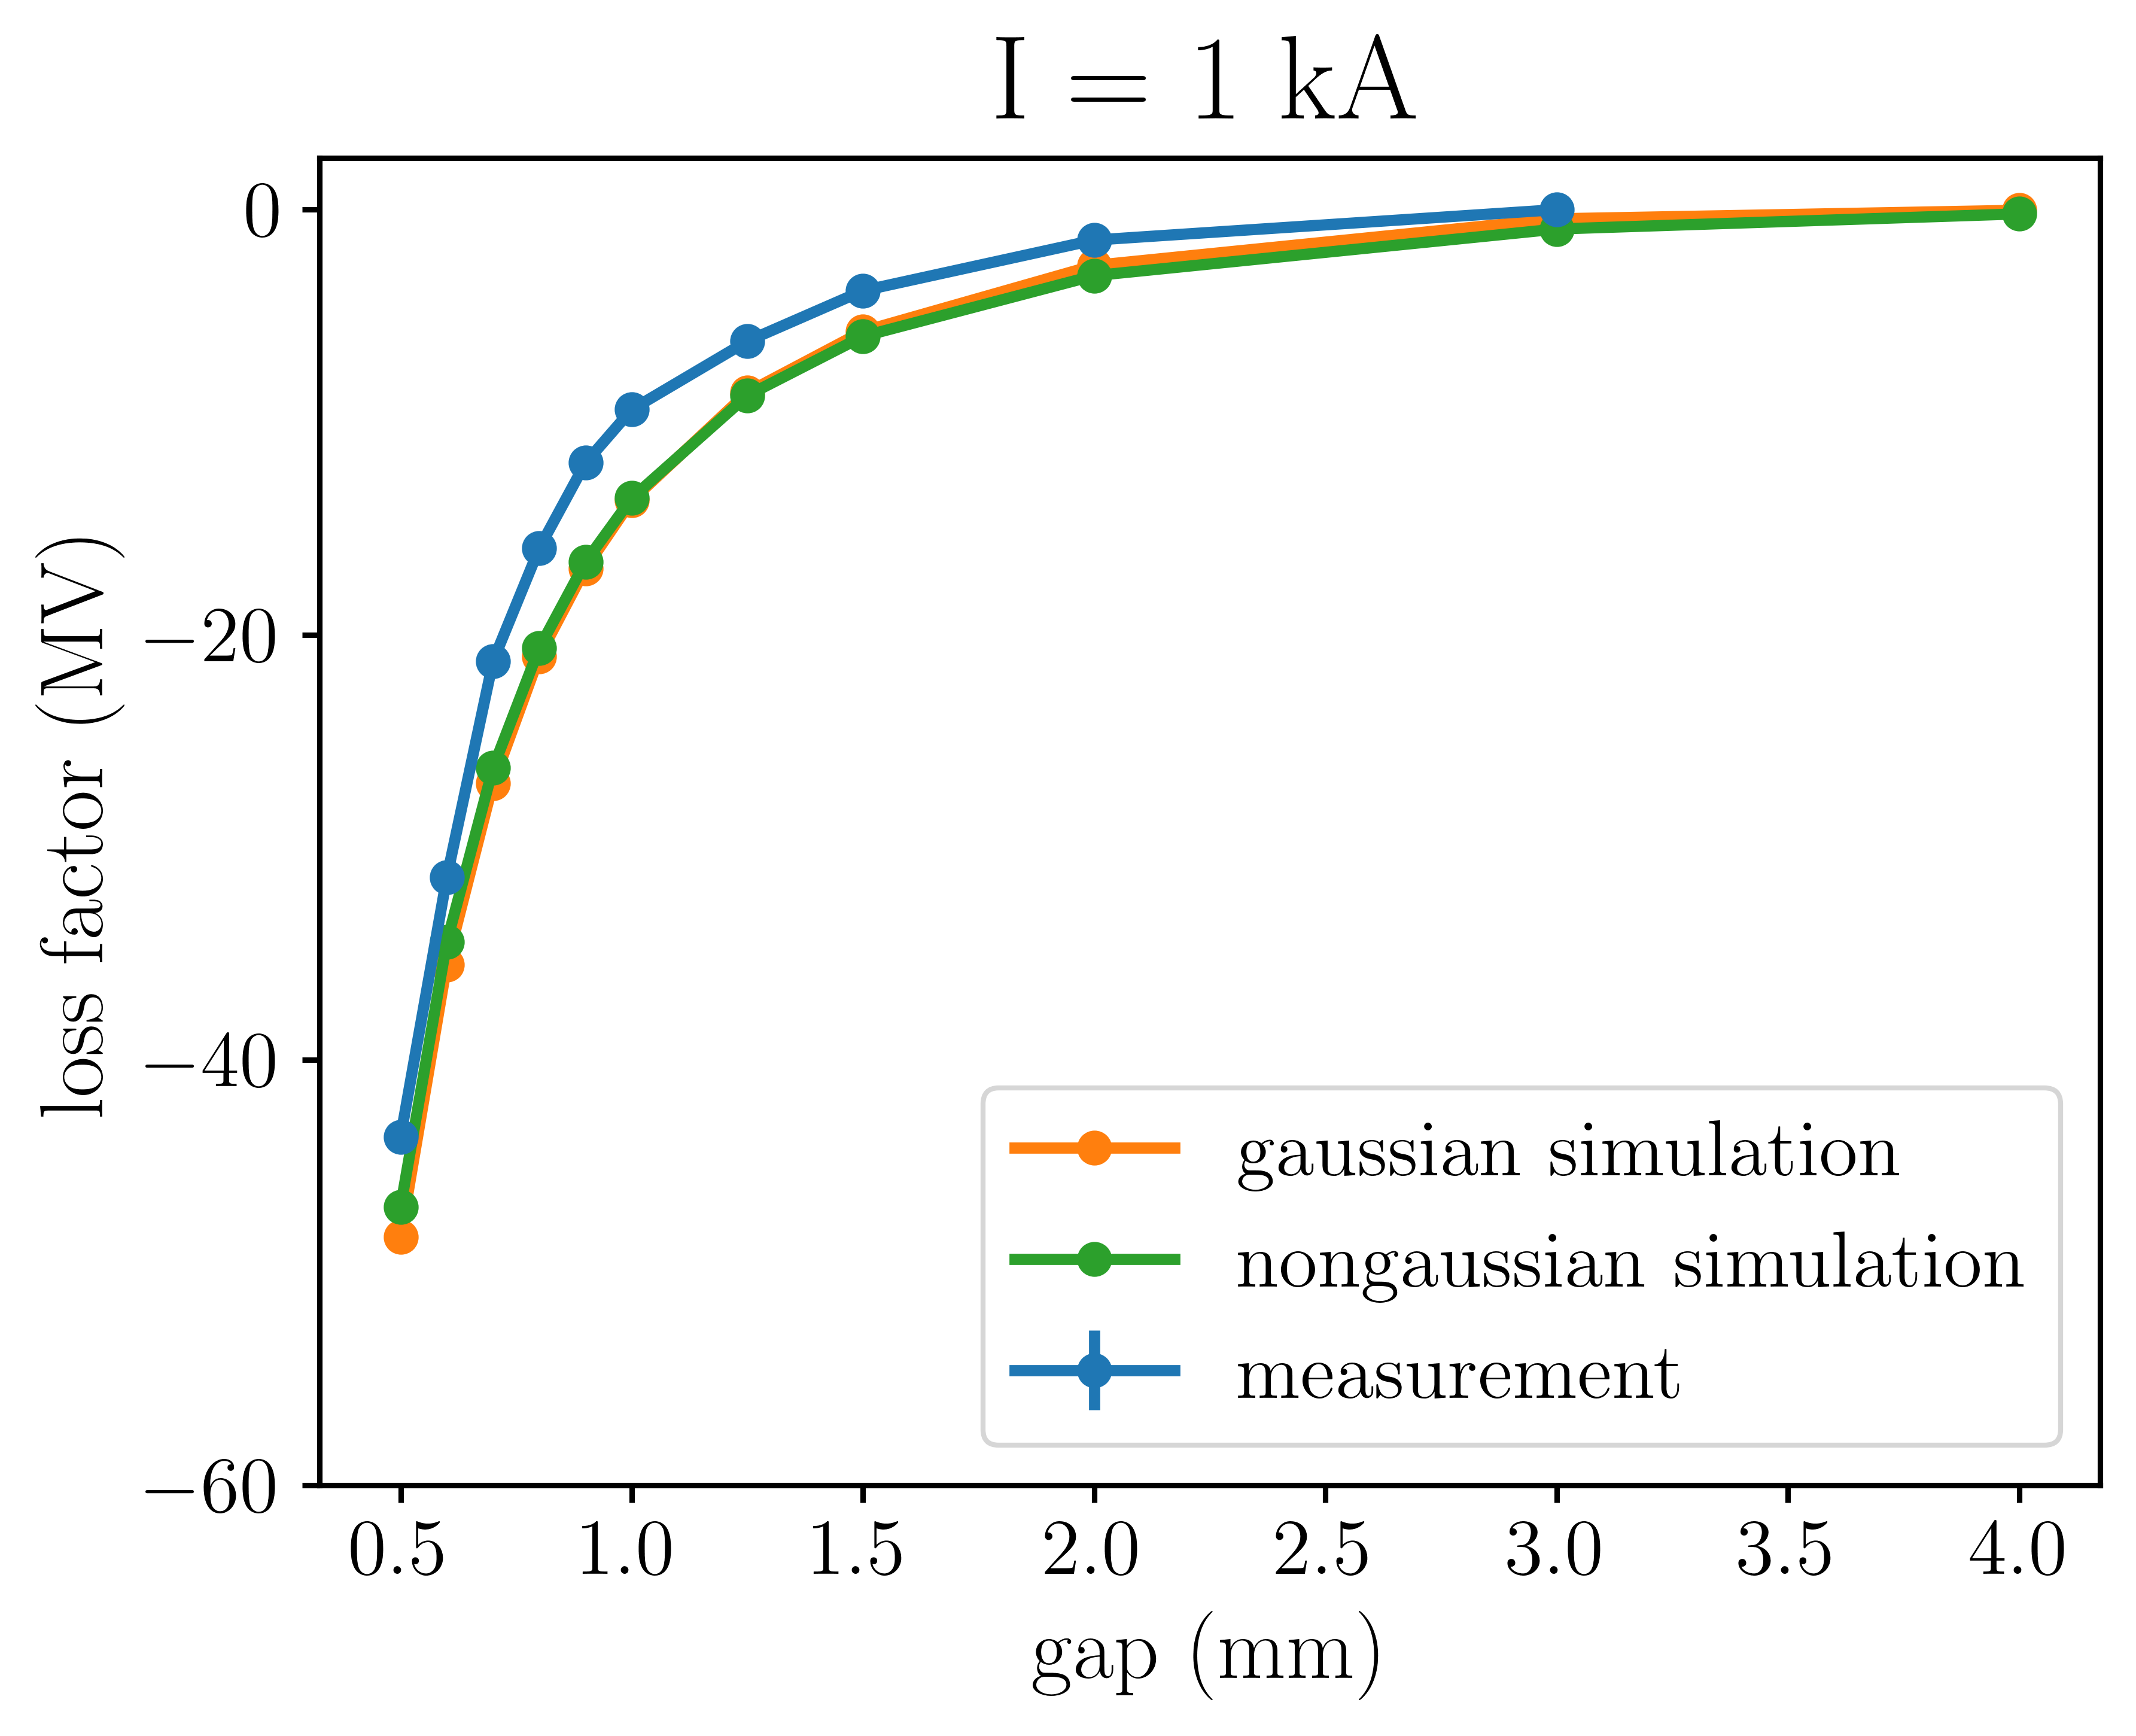 I = 1 kA
loss factor (MV)
0
−20
−40
−60
gaussian simulation
nongaussian simulation
measurement
0.5 1.0 1.5 2.0 2.5 3.0 3.5 4.0
gap (mm)